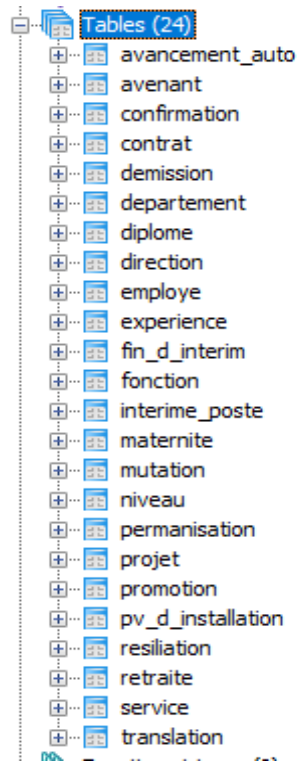 Tables (24)
avancement_auto
avenant
confirmation
contrat
demission
departement
diplome
direction
employe
experience
fin_d_interim
fonction
interime_poste
maternite
mutation
niveau
permanisation
projet
promotion
pv_d_installation
resiliation
retraite
service
translation